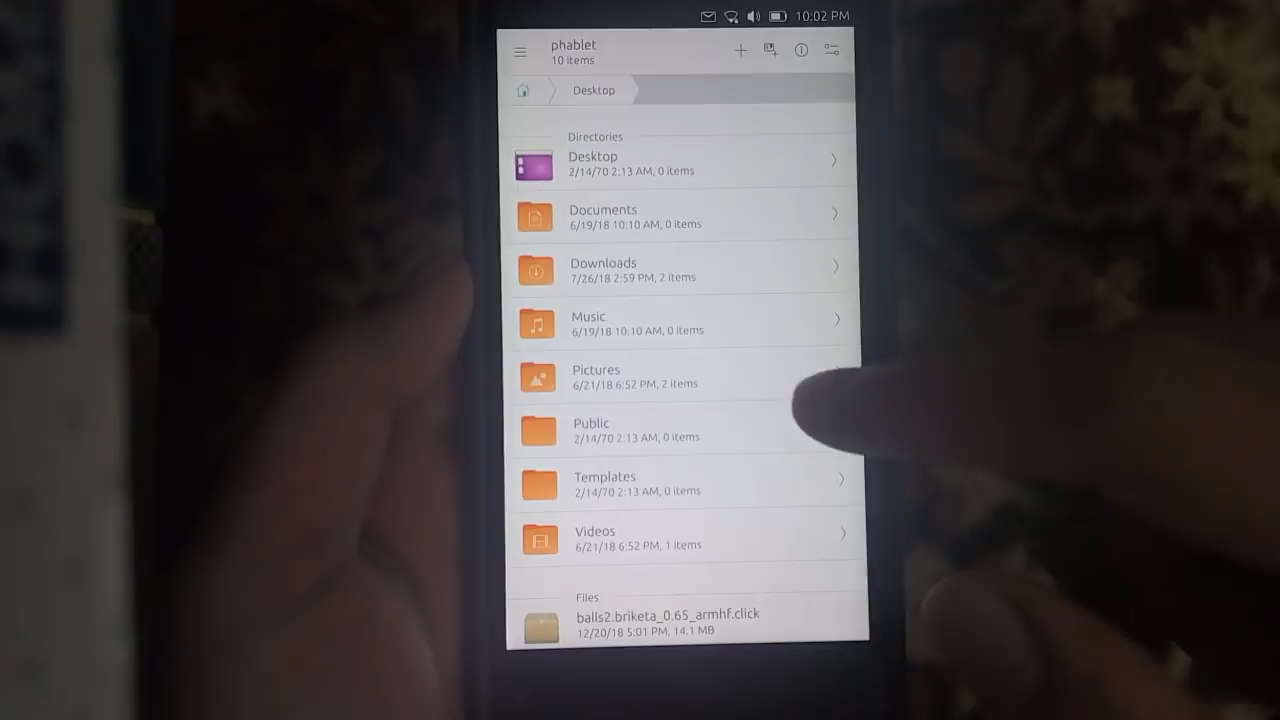 10:02 PM
phablet
10 items
Desktop
Directories
Desktop
2/14/70 2:13 AM, 0 items
Documents
6/19/18 10:10 AM, 0 items
Downloads
7/26/18 2:59 PM, 2 items
Music
6/19/18 10:10 AM, 0 items
Pictures
6/21/18 6:52 PM, 2 items
Public
2/14/70 2:13 AM, 0 items
Templates
2/14/70 2:13 AM, 0 items
Videos
6/21/18 6:52 PM, 1 items
Files
balls2.briketa_0.65_armhf.click
12/20/18 5:01 PM, 14.1 MB